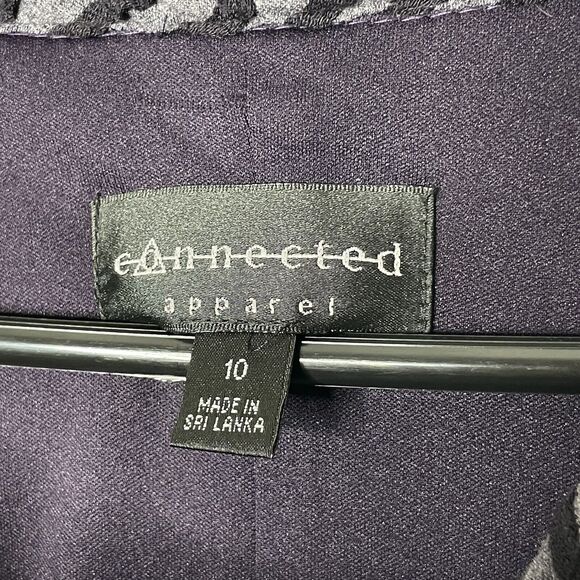 connected
apparel
10
MADE IN
SRI LANKA